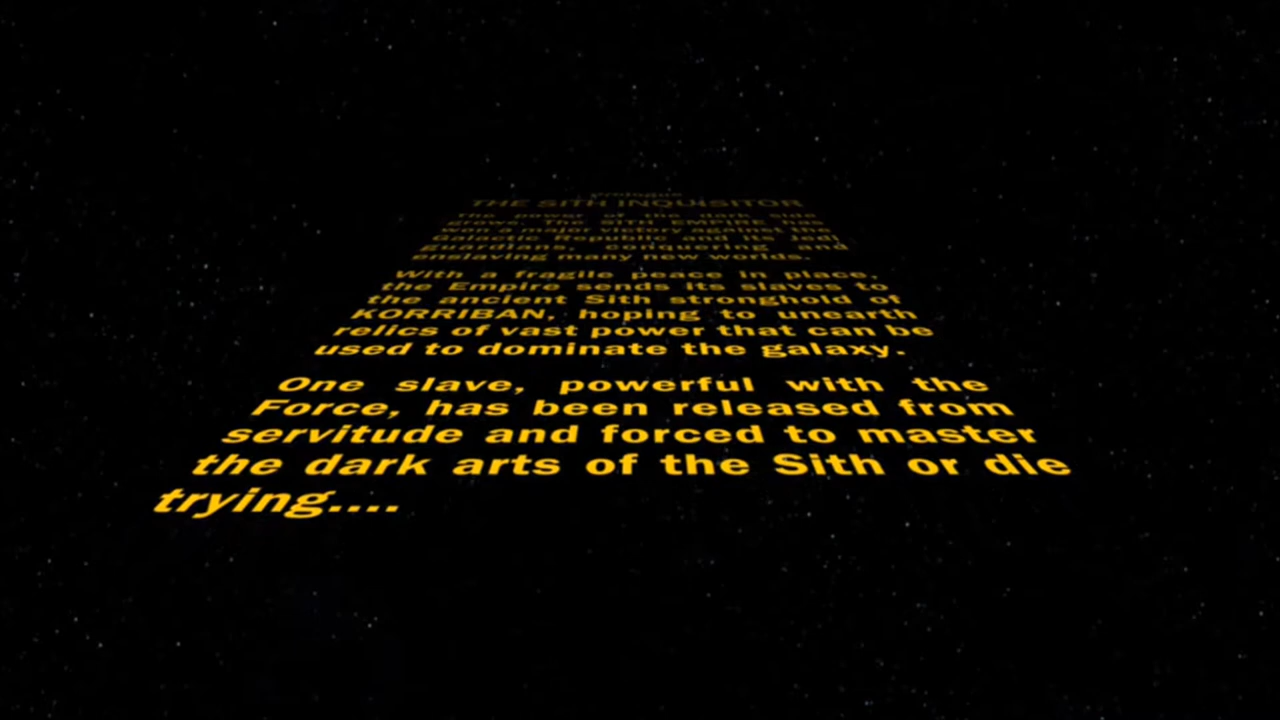 Prologue
THE SITH INQUISITOR
The power of the dark side
grows. The SITH EMPIRE has
won a major victory against the
Galactic Republic and its Jedi
guardians, conquering and
enslaving many new worlds.
With a fragile peace in place,
the Empire sends its slaves to
the ancient Sith stronghold of
KORRIBAN, hoping to unearth
relics of vast power that can be
used to dominate the galaxy.
One slave, powerful with the
Force, has been released from
servitude and forced to master
the dark arts of the Sith or die
trying....